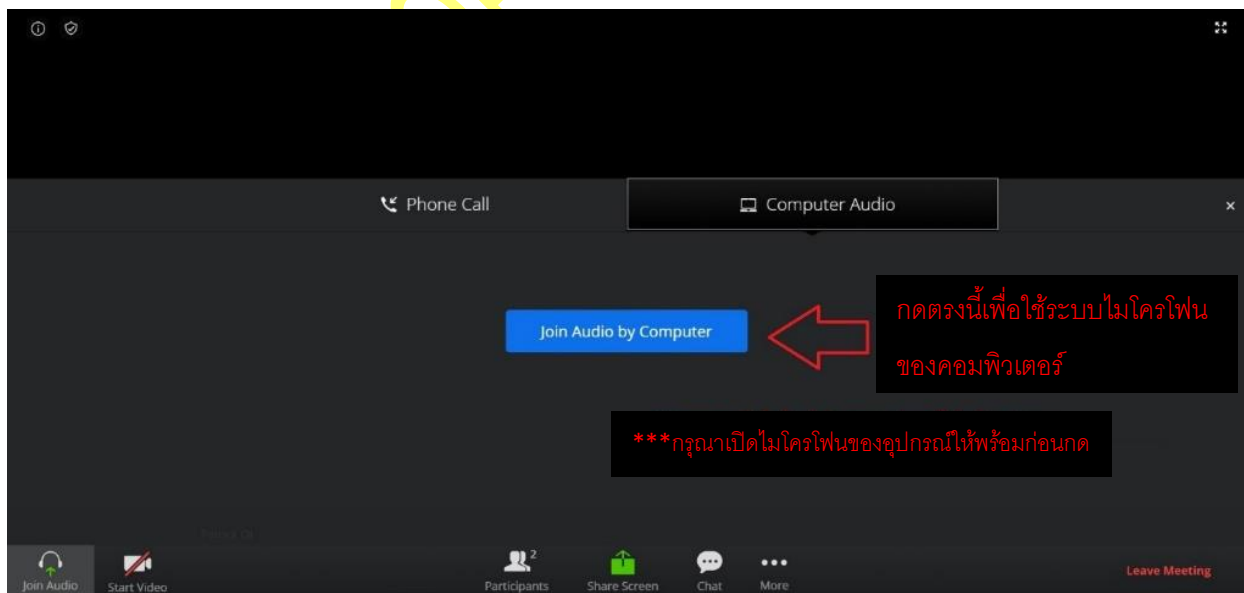 Phone Call
Computer Audio
Join Audio by Computer
กดตรงนี้เพื่อใช้ระบบไมโครโฟน
ของคอมพิวเตอร์
***กรุณาเปิดไมโครโฟนของอุปกรณ์ให้พร้อมก่อนกด
2
Join Audio
Start Video
Participants
Share Screen
Chat
More
Leave Meeting